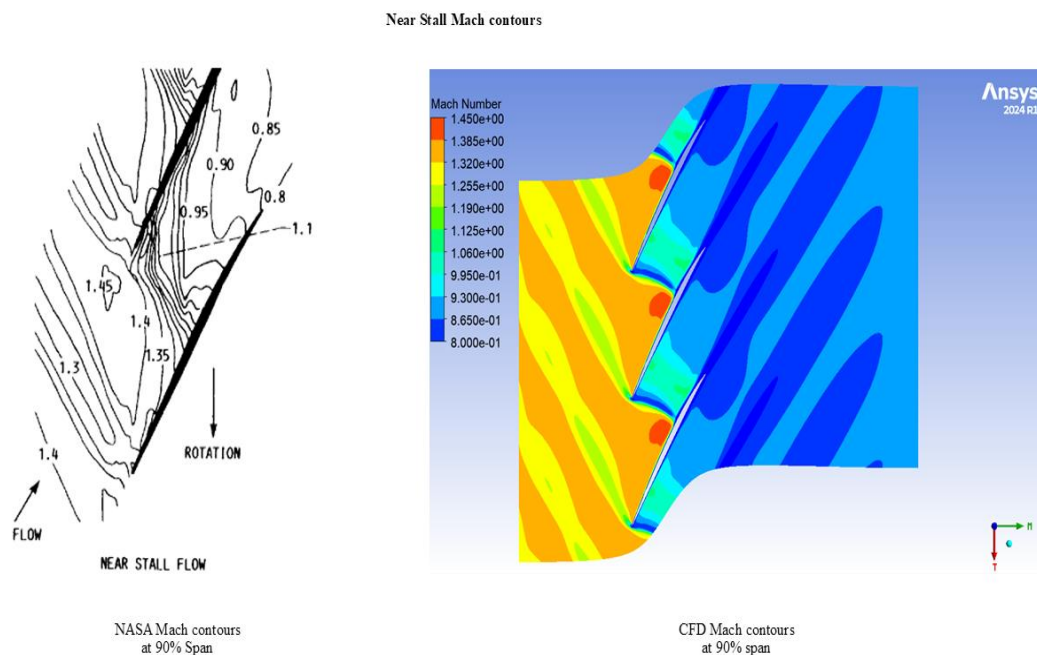 Near Stall Mach contours
0.85
0.90
0.8
0.95
1.1
1.45
1.4
1.35
1.3
1.4
ROTATION
FLOW
NEAR STALL FLOW
Mach Number
1.450e+00
1.385e+00
1.320e+00
1.255e+00
1.190e+00
1.125e+00
1.060e+00
9.950e-01
9.300e-01
8.650e-01
8.000e-01
Ansys
2024 R1
M
T
NASA Mach contours
at 90% Span
CFD Mach contours
at 90% span